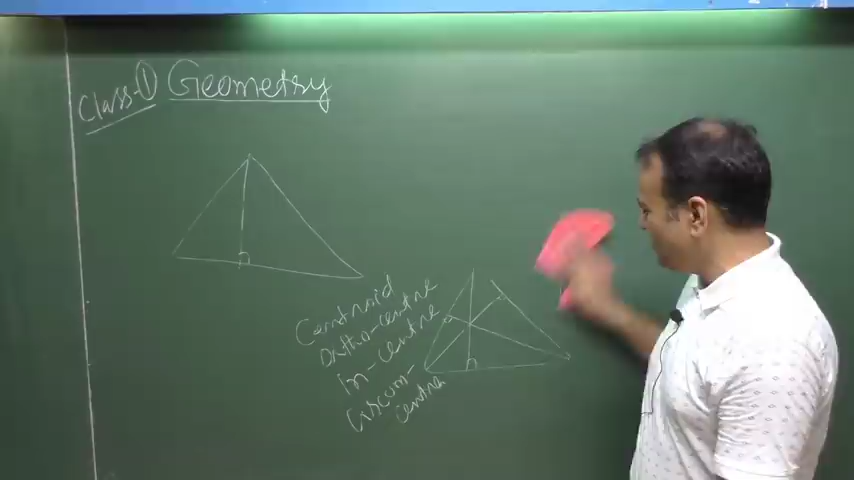 Class-① Geometry
Centroid
Ortho-centre
In-centre
Circum-
centre